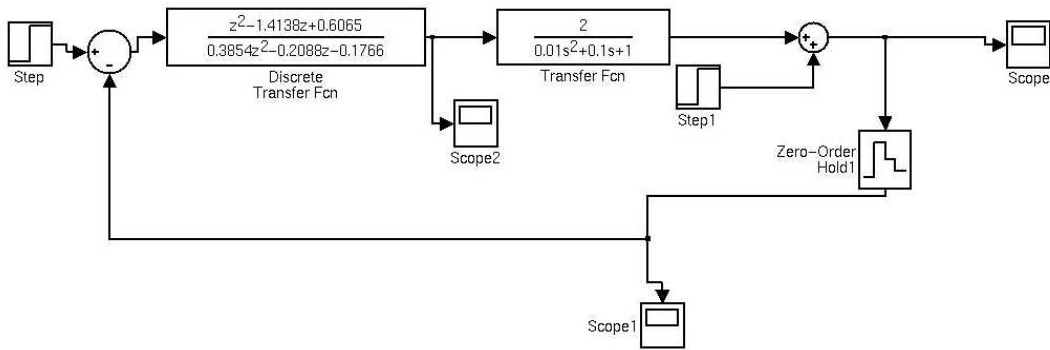 Step
+
-
z²-1.4138z+0.6065
0.3854z²-0.2088z-0.1766
Discrete
Transfer Fcn
Scope2
2
0.01s²+0.1s+1
Transfer Fcn
Step1
+
+
Scope
Zero-Order
Hold1
Scope1